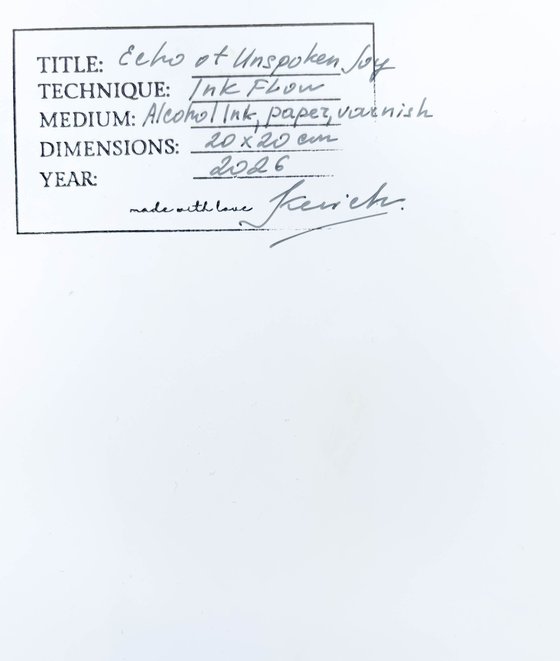 TITLE: Echo of Unspoken Joy
TECHNIQUE: Ink Flow
MEDIUM: Alcohol Ink, paper, varnish
DIMENSIONS: 20 x 20 cm
YEAR: 2026
made with love